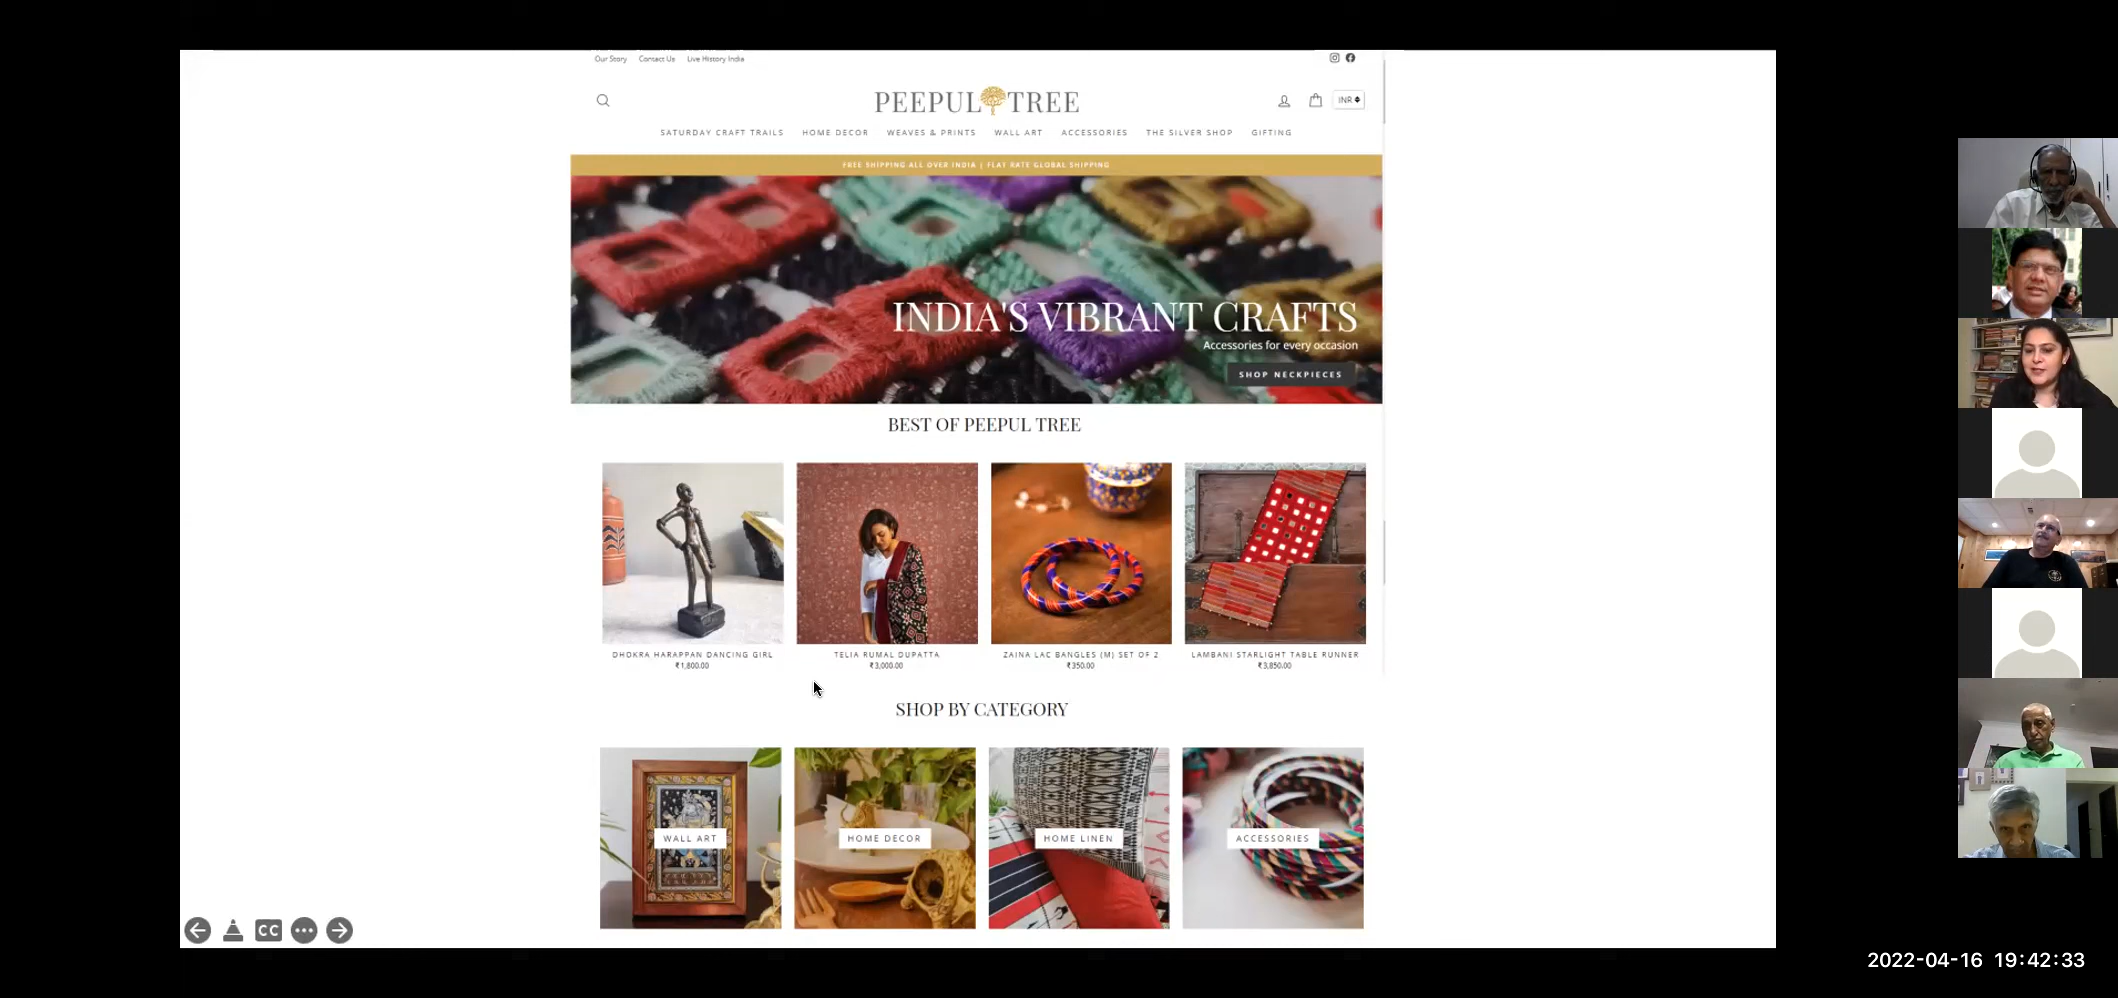 Our Story Contact Us Live History India
PEEPUL TREE
INR
SATURDAY CRAFT TRAILS HOME DECOR WEAVES & PRINTS WALL ART ACCESSORIES THE SILVER SHOP GIFTING
FREE SHIPPING ALL OVER INDIA | FLAT RATE GLOBAL SHIPPING
INDIA'S VIBRANT CRAFTS
Accessories for every occasion
SHOP NECKPIECES
BEST OF PEEPUL TREE
DHOKRA HARAPPAN DANCING GIRL
₹1,800.00
TELIA RUMAL DUPATTA
₹3,000.00
ZAINA LAC BANGLES (M) SET OF 2
₹350.00
LAMBANI STARLIGHT TABLE RUNNER
₹3,850.00
SHOP BY CATEGORY
WALL ART
HOME DECOR
HOME LINEN
ACCESSORIES
CC
2022-04-16 19:42:33